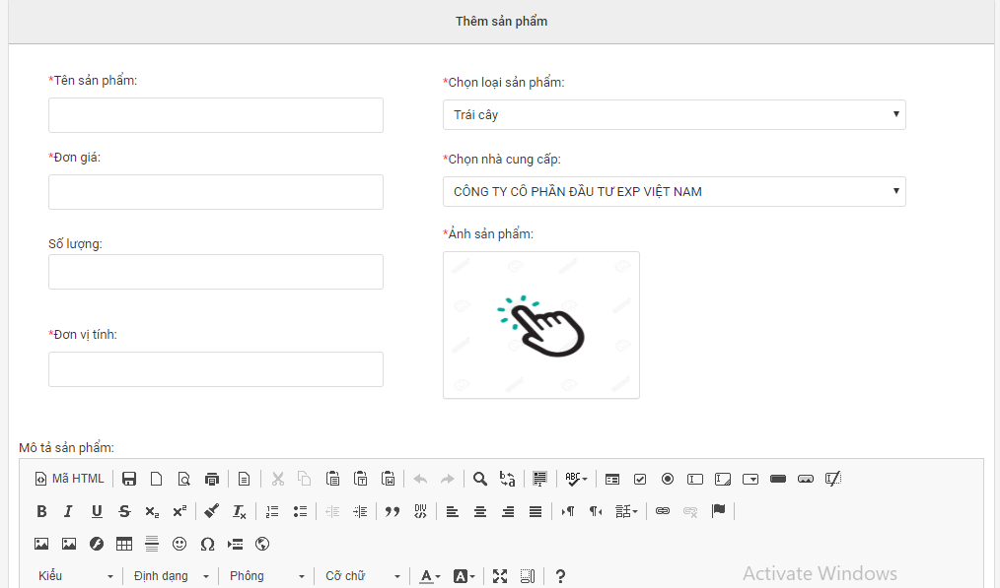 Thêm sản phẩm
*Tên sản phẩm:
*Đơn giá:
Số lượng:
*Đơn vị tính:
*Chọn loại sản phẩm:
Trái cây
*Chọn nhà cung cấp:
CÔNG TY CỔ PHẦN ĐẦU TƯ EXP VIỆT NAM
*Ảnh sản phẩm:
Mô tả sản phẩm:
Mã HTML
Kiểu Định dạng Phông Cỡ chữ
Activate Windows